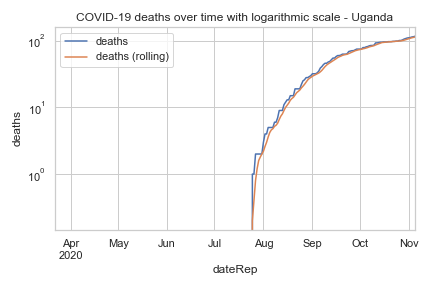 COVID-19 deaths over time with logarithmic scale - Uganda
deaths
deaths (rolling)
10²
10¹
10⁰
deaths
Apr May Jun Jul Aug Sep Oct Nov
2020
dateRep